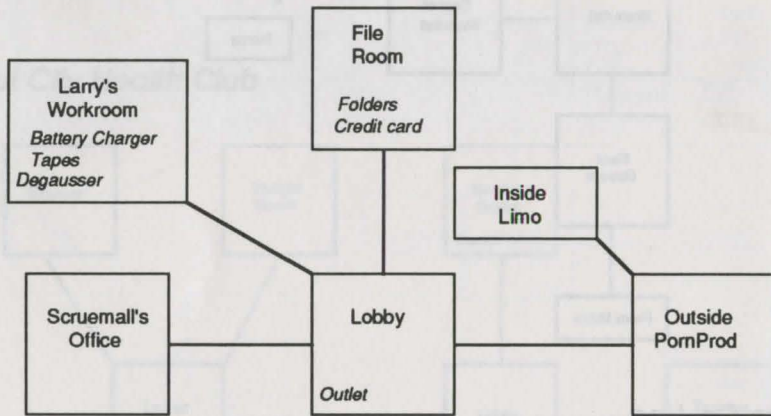 File
Room
Folders
Credit card
Larry's
Workroom
Battery Charger
Tapes
Degausser
Inside
Limo
Scruemall's
Office
Lobby
Outlet
Outside
PornProd